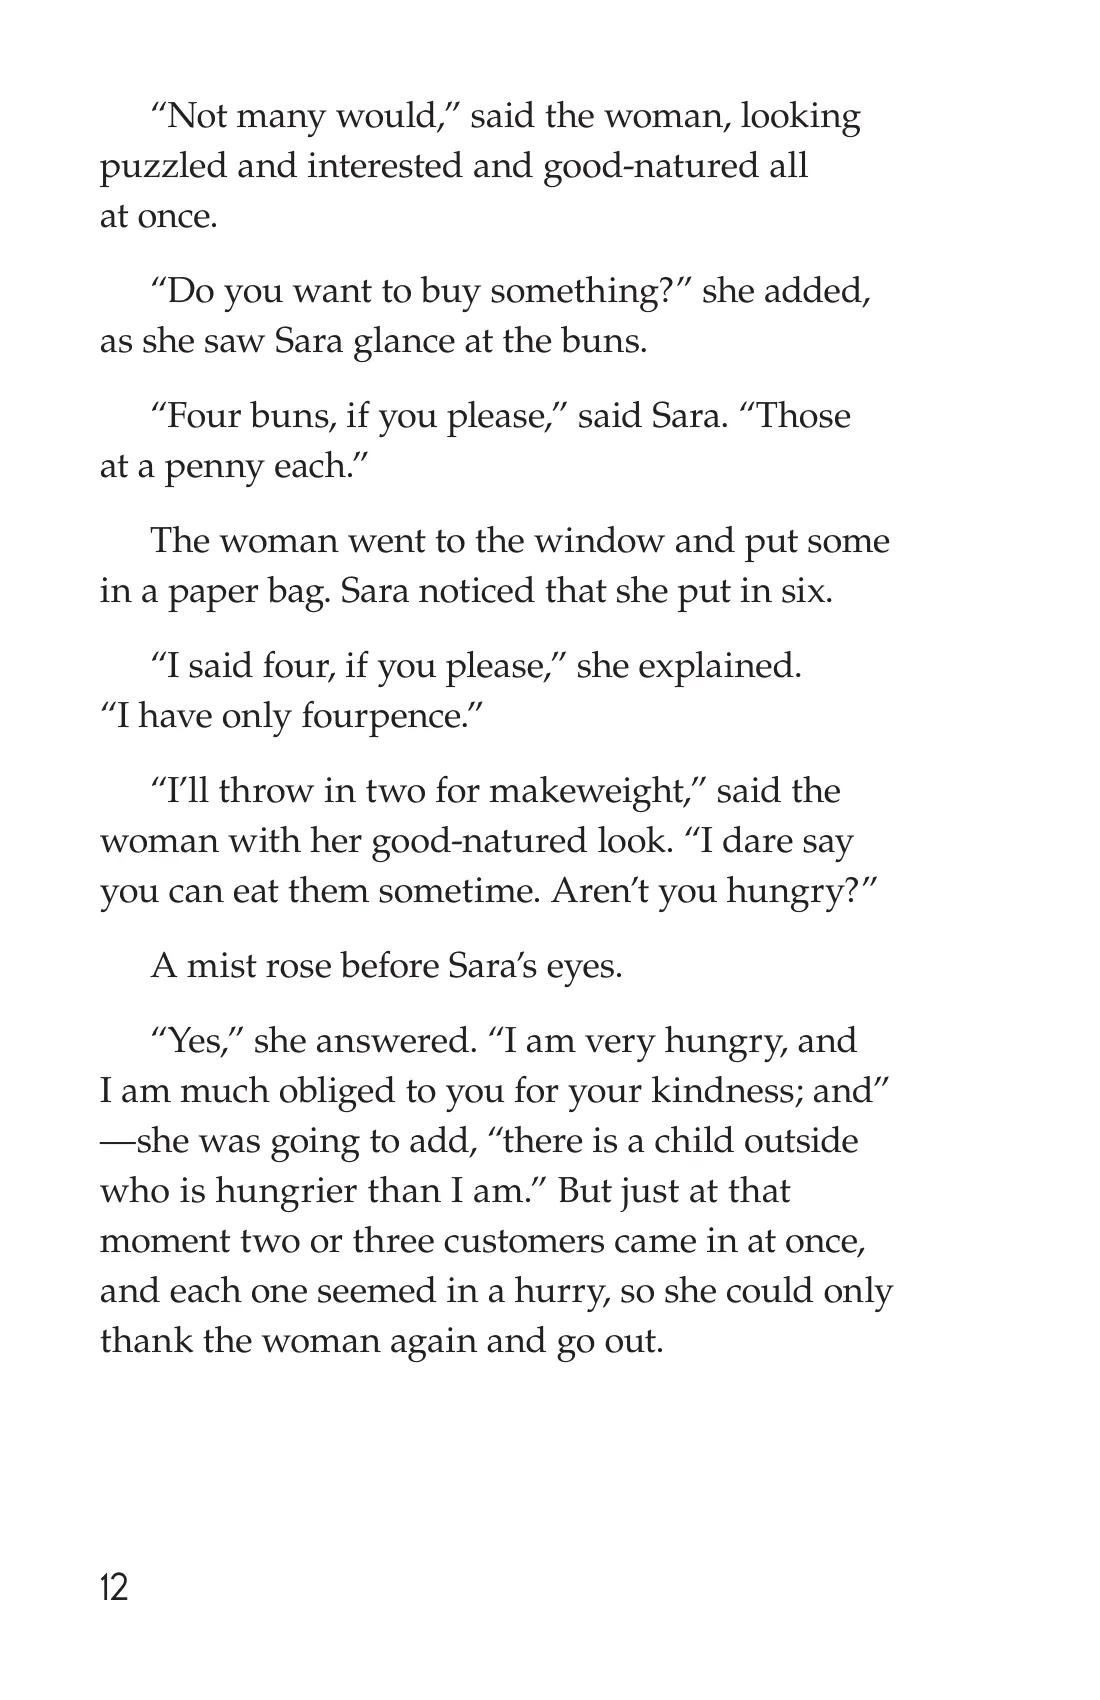 “Not many would,” said the woman, looking
puzzled and interested and good-natured all
at once.
“Do you want to buy something?” she added,
as she saw Sara glance at the buns.
“Four buns, if you please,” said Sara. “Those
at a penny each.”
The woman went to the window and put some
in a paper bag. Sara noticed that she put in six.
“I said four, if you please,” she explained.
“I have only fourpence.”
“I’ll throw in two for makeweight,” said the
woman with her good-natured look. “I dare say
you can eat them sometime. Aren’t you hungry?”
A mist rose before Sara’s eyes.
“Yes,” she answered. “I am very hungry, and
I am much obliged to you for your kindness; and”
—she was going to add, “there is a child outside
who is hungrier than I am.” But just at that
moment two or three customers came in at once,
and each one seemed in a hurry, so she could only
thank the woman again and go out.
12